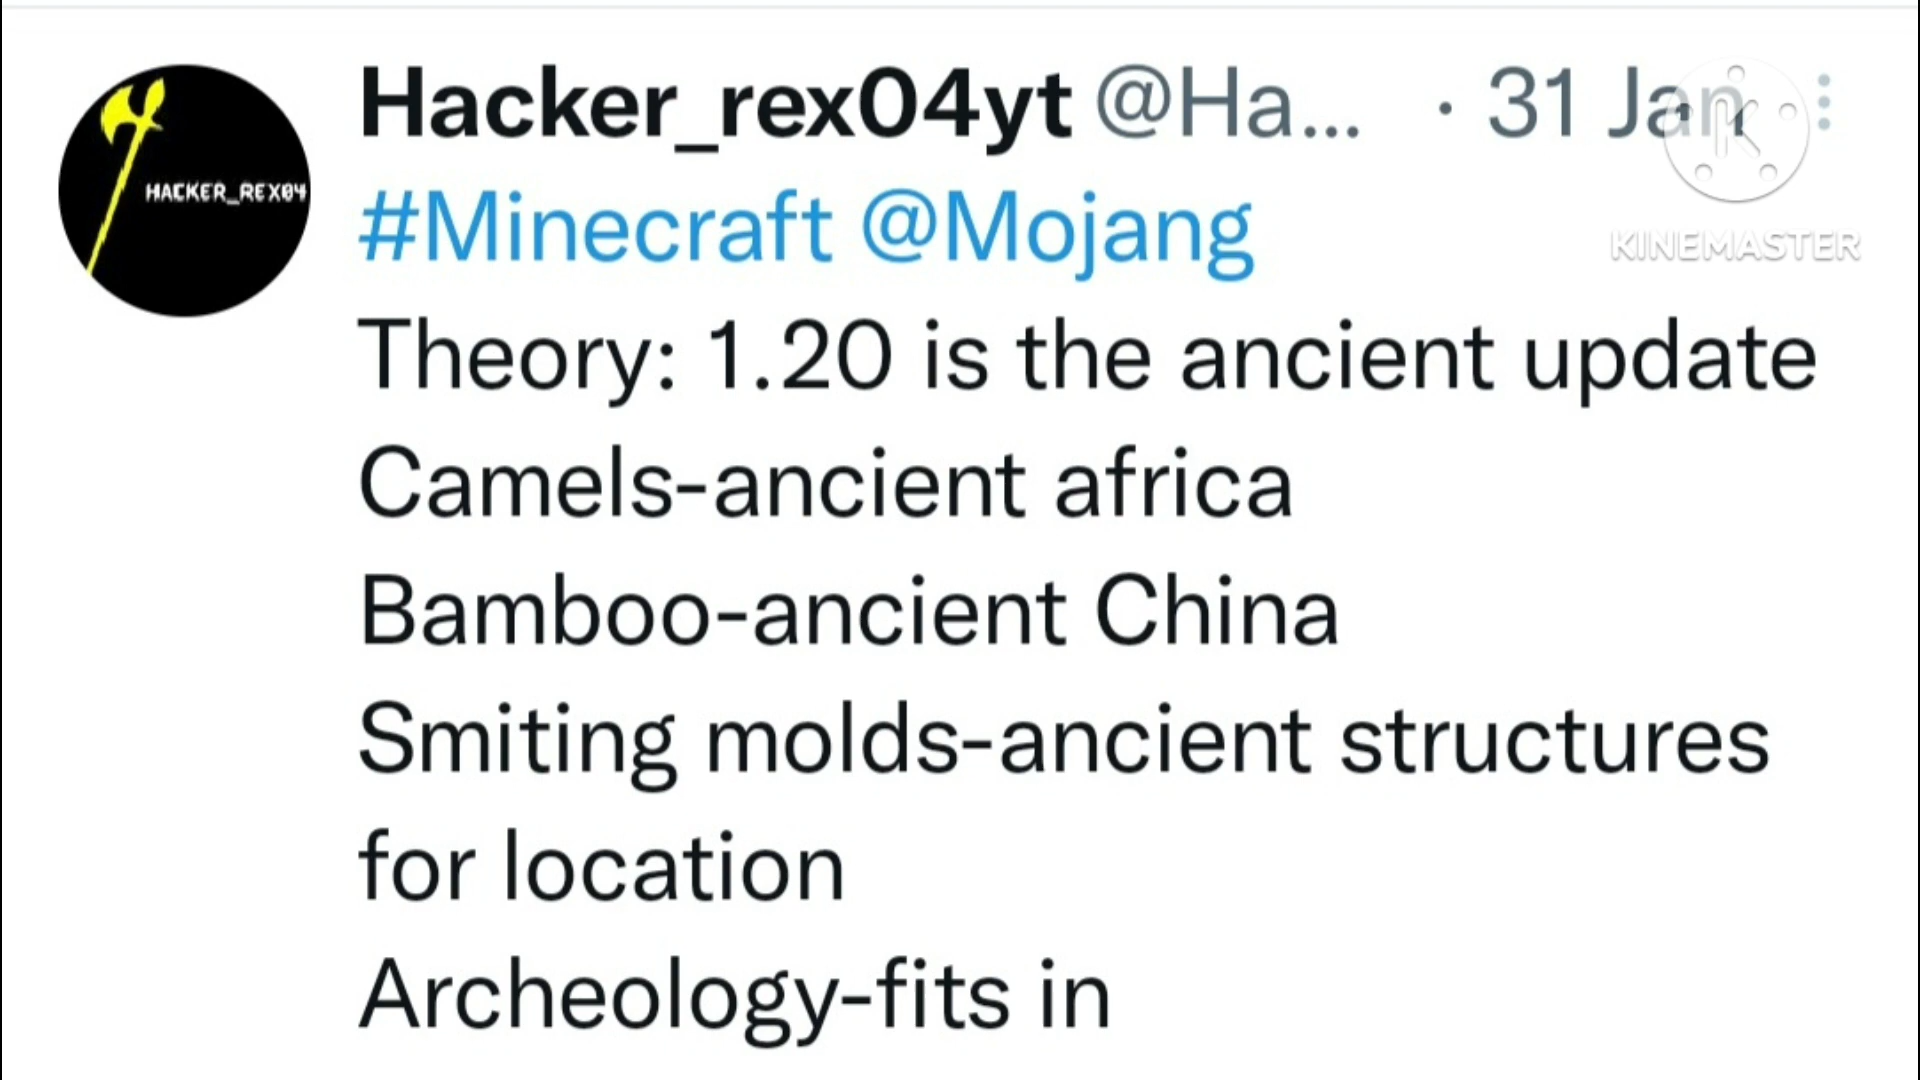 Hacker_rex04yt @Ha... · 31 Jan
HACKER_REX04
#Minecraft @Mojang
KINEMASTER
Theory: 1.20 is the ancient update
Camels-ancient africa
Bamboo-ancient China
Smiting molds-ancient structures
for location
Archeology-fits in